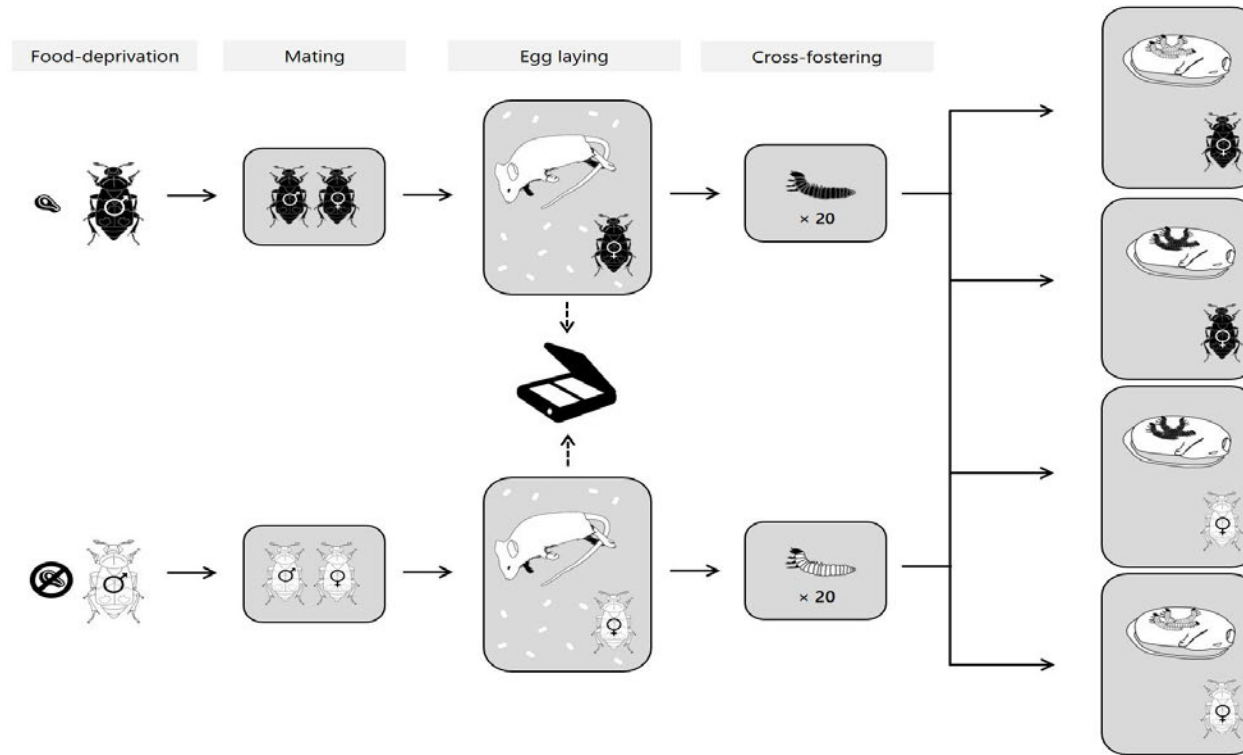 Food-deprivation
Mating
Egg laying
Cross-fostering
× 20
× 20